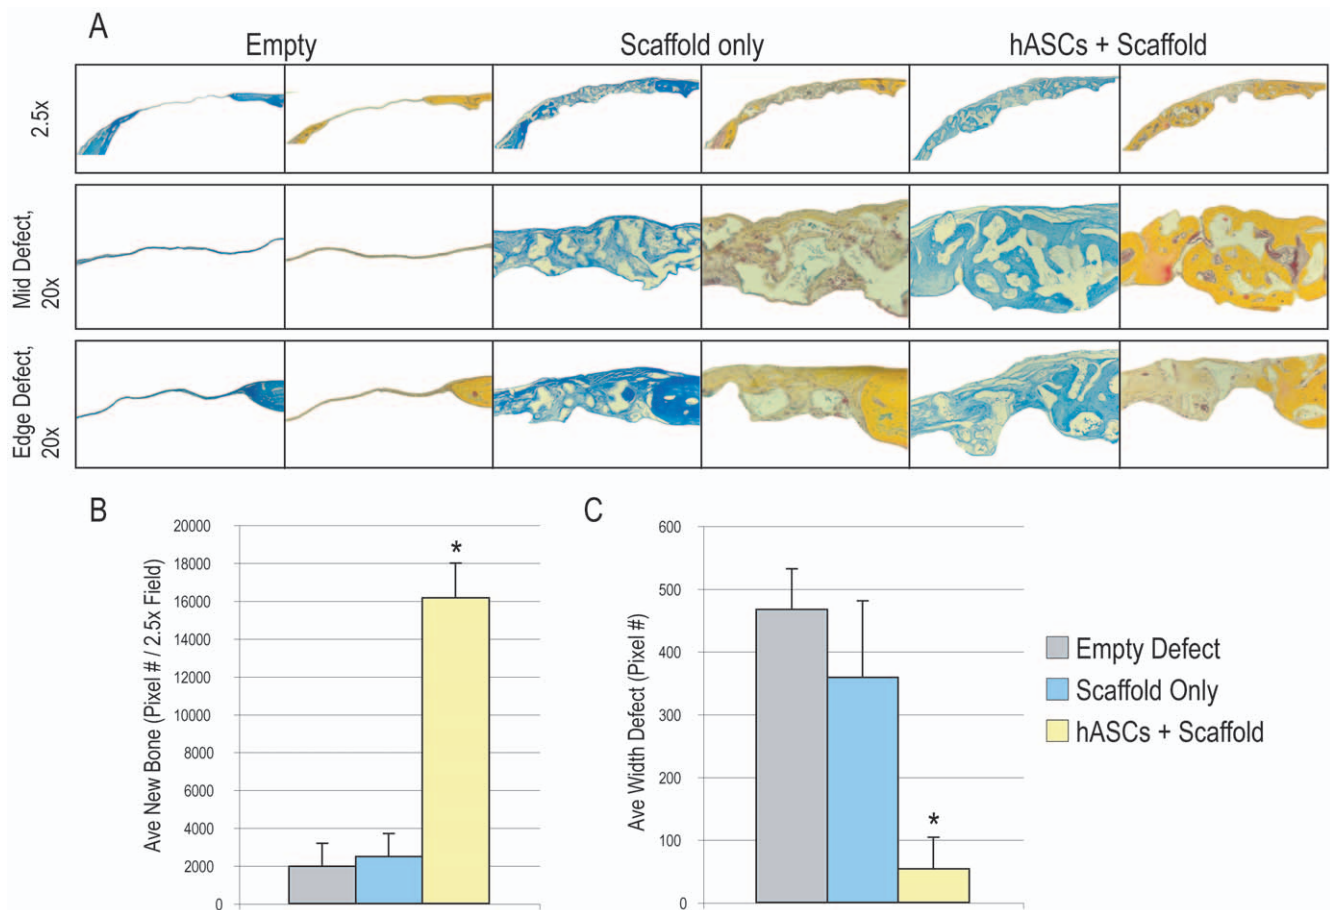 A
Empty
Scaffold only
hASCs + Scaffold
2.5x
Mid Defect,
20x
Edge Defect,
20x
B
Ave New Bone (Pixel # / 2.5x Field)
20000
18000
16000
14000
12000
10000
8000
6000
4000
2000
0
*
C
Ave Width Defect (Pixel #)
600
500
400
300
200
100
0
*
Empty Defect
Scaffold Only
hASCs + Scaffold